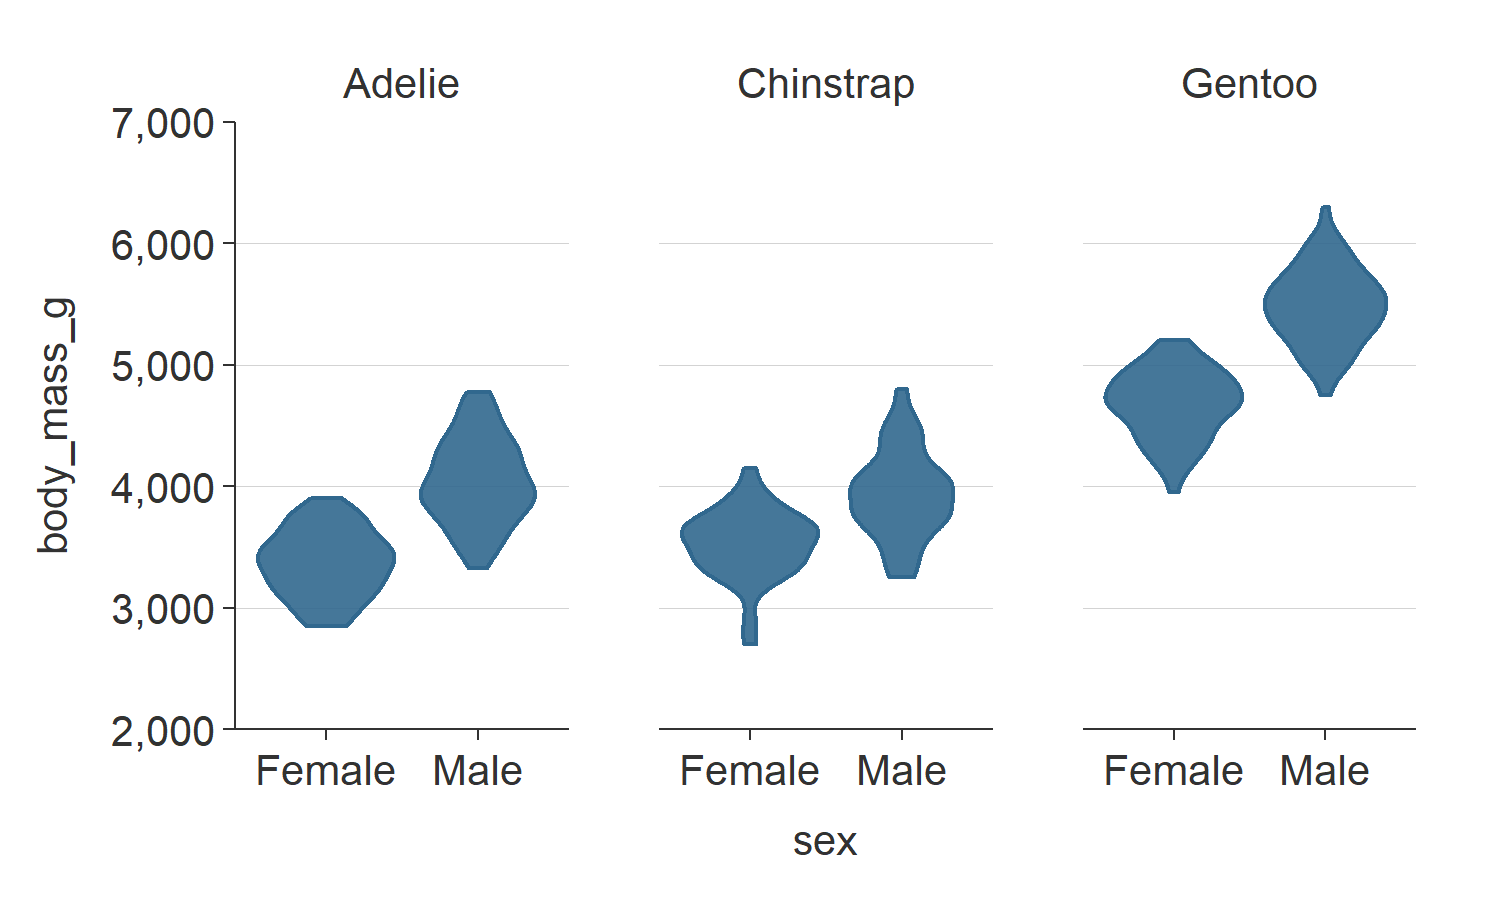 Adelie
Chinstrap
Gentoo
7,000
6,000
5,000
4,000
3,000
2,000
body_mass_g
Female Male
Female Male
Female Male
sex